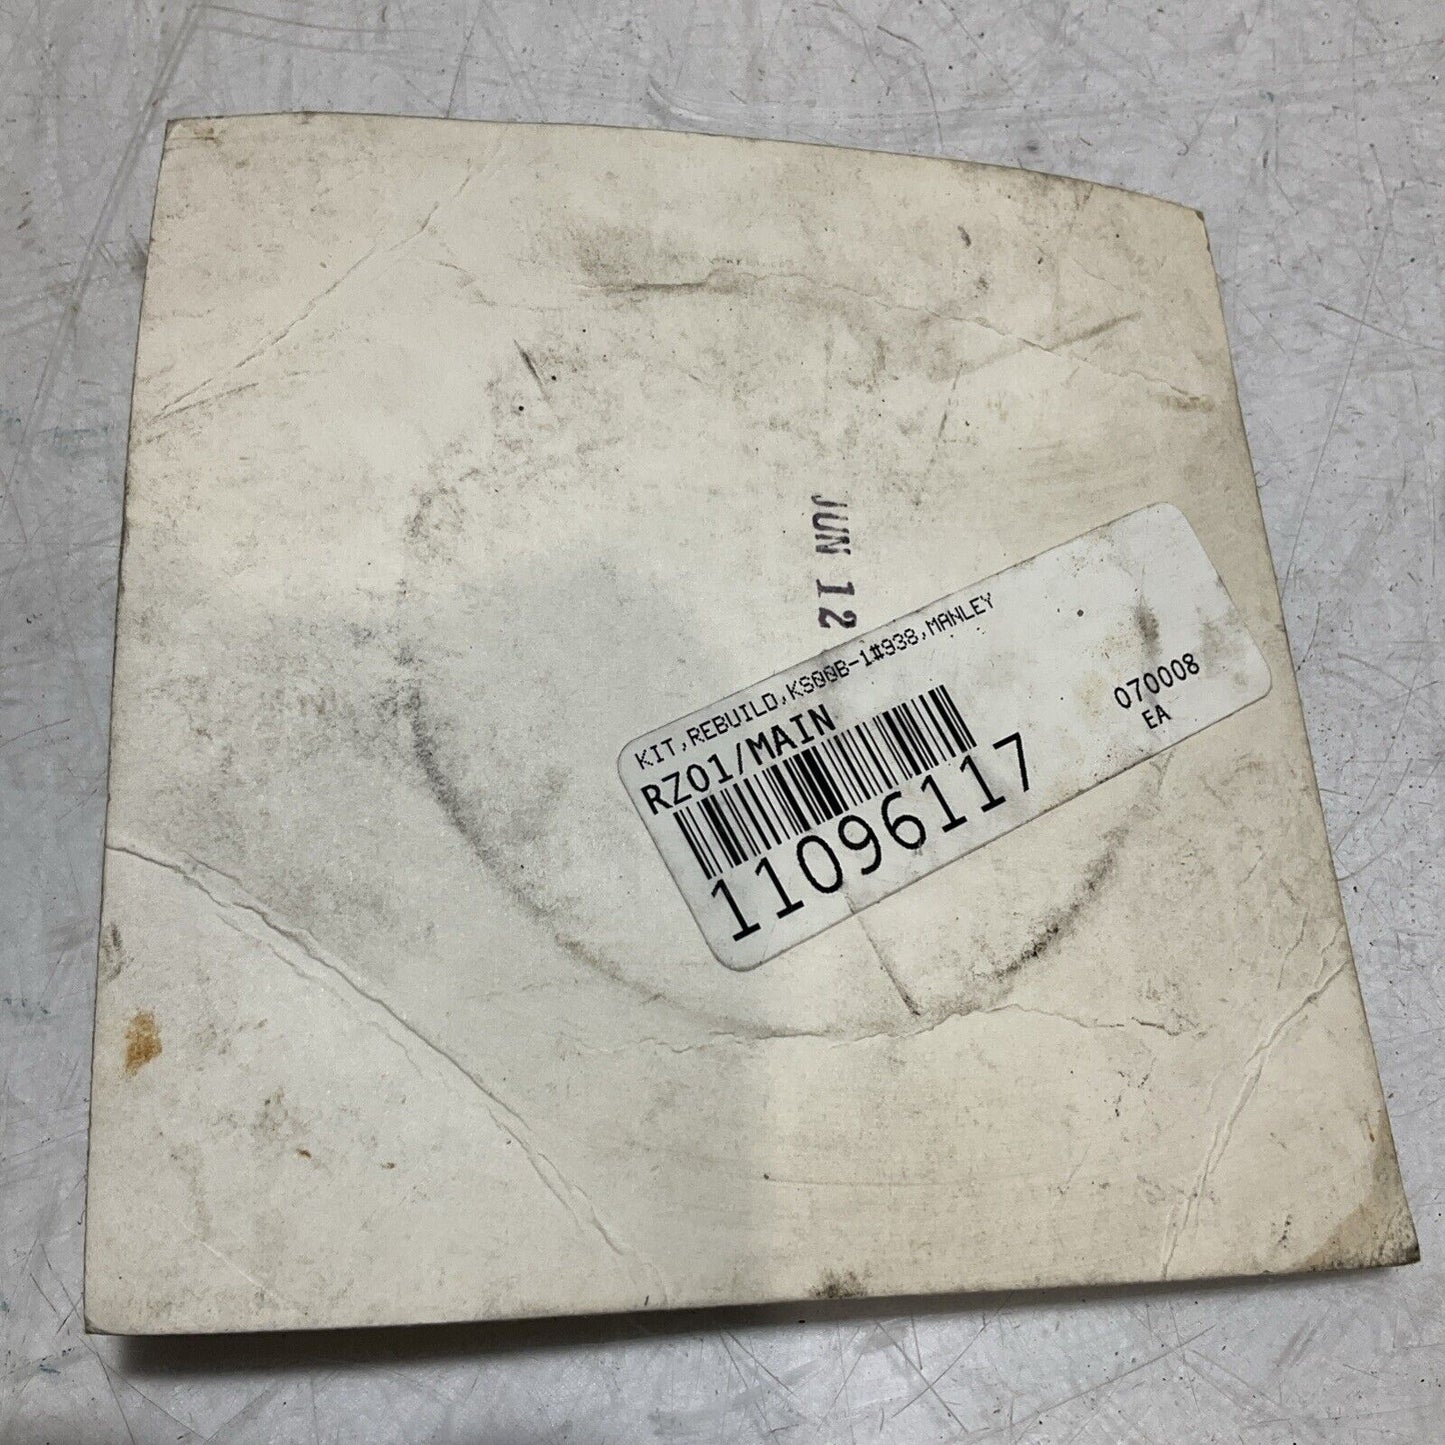 JUN 12
KIT,REBUILD,KS00B-1#938,MANLEY
RZ01/MAIN
070008
EA
11096117